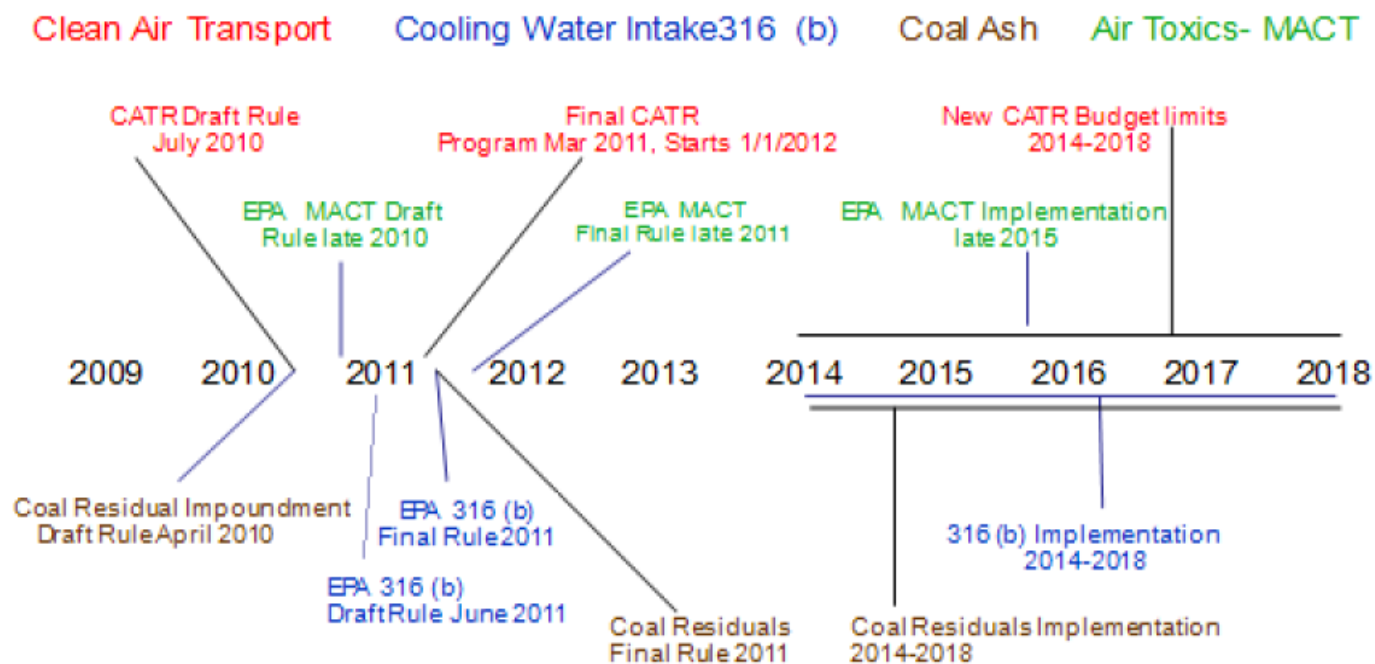 Clean Air Transport Cooling Water Intake316 (b) Coal Ash Air Toxics- MACT
CATR Draft Rule
July 2010
Final CATR
Program Mar 2011, Starts 1/1/2012
New CATR Budget limits
2014-2018
EPA MACT Draft
Rule late 2010
EPA MACT
Final Rule late 2011
EPA MACT Implementation
late 2015
2009 2010 2011 2012 2013 2014 2015 2016 2017 2018
Coal Residual Impoundment
Draft Rule April 2010
EPA 316 (b)
Final Rule 2011
EPA 316 (b)
Draft Rule June 2011
Coal Residuals
Final Rule 2011
316 (b) Implementation
2014-2018
Coal Residuals Implementation
2014-2018